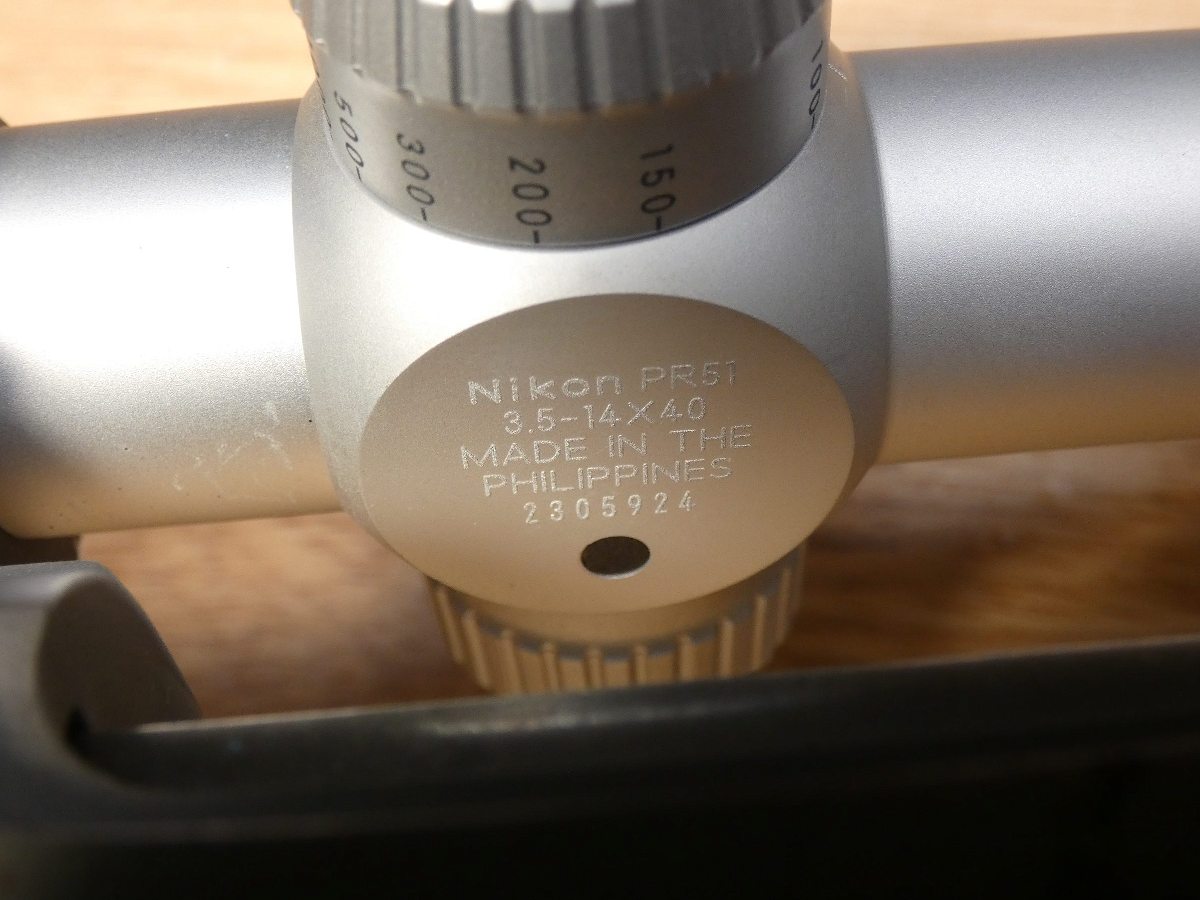 500-
300-
200-
150-
100-
Nikon PR51
3.5-14X40
MADE IN THE
PHILIPPINES
2305924